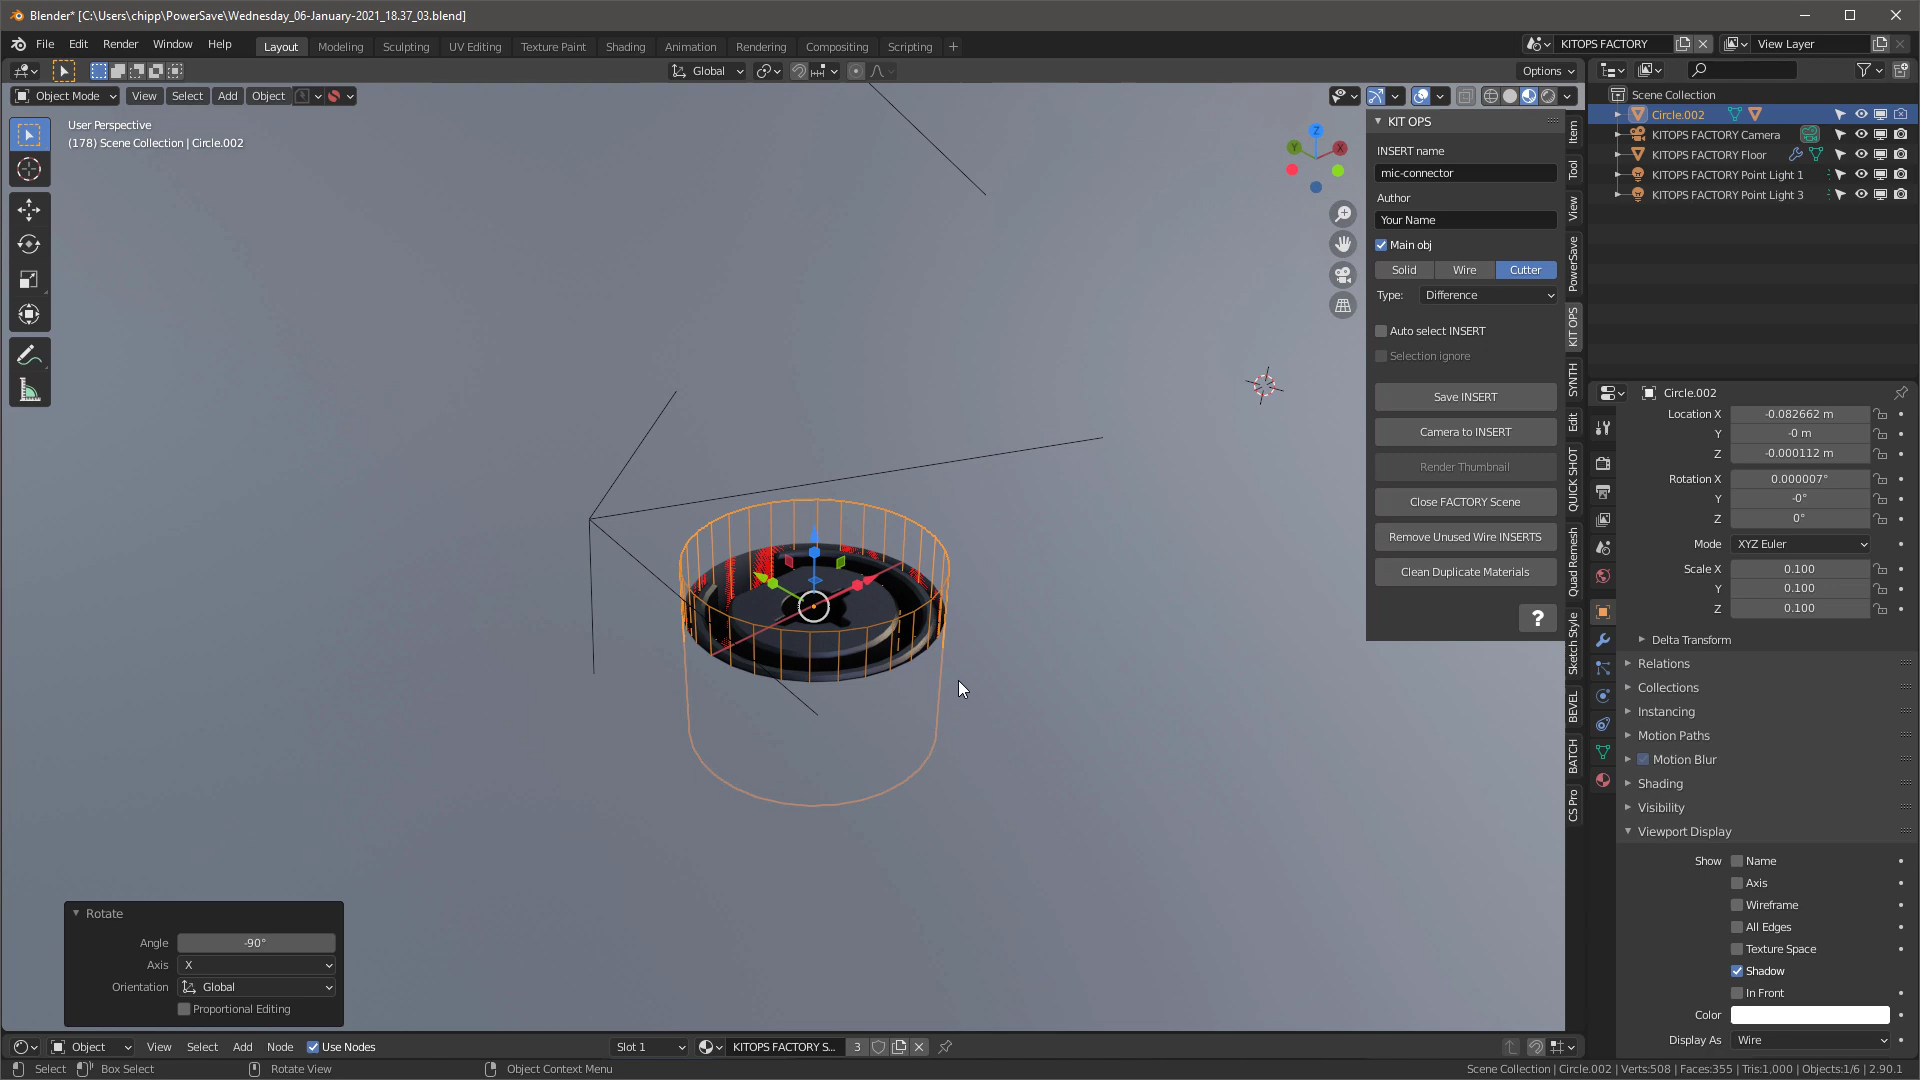 Blender* [C:\Users\chipp\PowerSave\Wednesday_06-January-2021_18.37_03.blend]
File Edit Render Window Help Layout Modeling Sculpting UV Editing Texture Paint Shading Animation Rendering Compositing Scripting + KITOPS FACTORY View Layer
Global Options
Object Mode View Select Add Object
User Perspective
(178) Scene Collection | Circle.002
Z
Y
X
KIT OPS
INSERT name
mic-connector
Author
Your Name
Main obj
Solid Wire Cutter
Type: Difference
Auto select INSERT
Selection ignore
Save INSERT
Camera to INSERT
Render Thumbnail
Close FACTORY Scene
Remove Unused Wire INSERTS
Clean Duplicate Materials
?
Item
Tool
View
PowerSave
KIT OPS
SYNTH
Edit
QUICK SHOT
Quad Remesh
Sketch Style
BEVEL
BATCH
CS Pro
Scene Collection
Circle.002
KITOPS FACTORY Camera
KITOPS FACTORY Floor
KITOPS FACTORY Point Light 1
KITOPS FACTORY Point Light 3
Circle.002
Location X -0.082662 m
Y -0 m
Z -0.000112 m
Rotation X 0.000007°
Y -0°
Z 0°
Mode XYZ Euler
Scale X 0.100
Y 0.100
Z 0.100
Delta Transform
Relations
Collections
Instancing
Motion Paths
Motion Blur
Shading
Visibility
Viewport Display
Show Name
Axis
Wireframe
All Edges
Texture Space
Shadow
In Front
Color
Display As Wire
Rotate
Angle -90°
Axis X
Orientation Global
Proportional Editing
Object View Select Add Node Use Nodes Slot 1 KITOPS FACTORY S... 3
Select Box Select Rotate View Object Context Menu Scene Collection | Circle.002 | Verts:508 | Faces:355 | Tris:1,000 | Objects:1/6 | 2.90.1